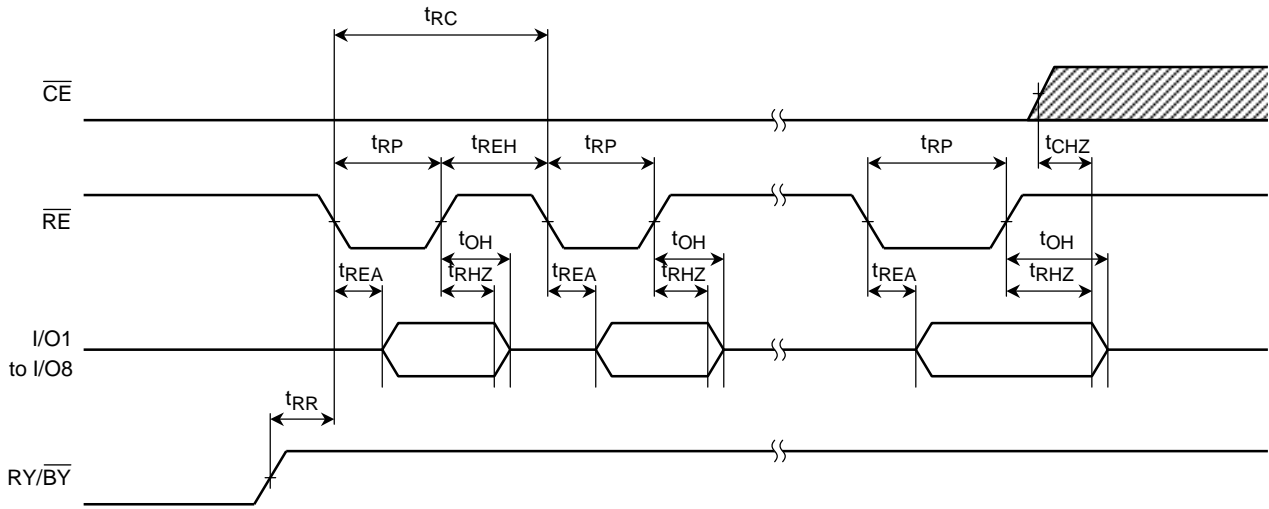 tRC
CE
tRP tREH tRP tRP tCHZ
RE
tOH tOH tOH
tREA tRHZ tREA tRHZ tREA tRHZ
I/O1
to I/O8
tRR
RY/BY